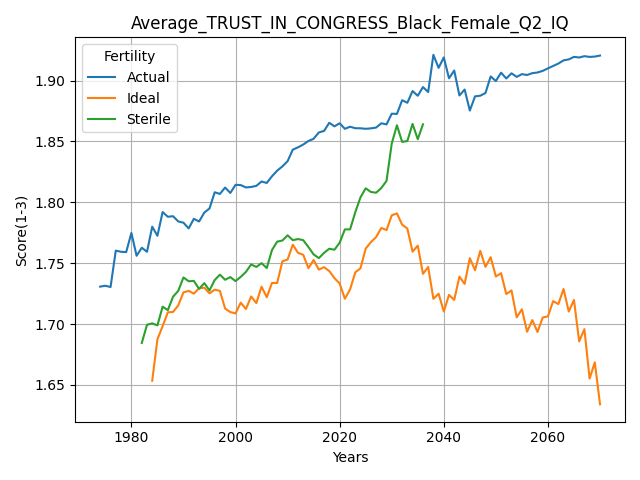 Average_TRUST_IN_CONGRESS_Black_Female_Q2_IQ
Fertility
Actual
Ideal
Sterile
Score(1-3)
1.90
1.85
1.80
1.75
1.70
1.65
1980
2000
2020
2040
2060
Years